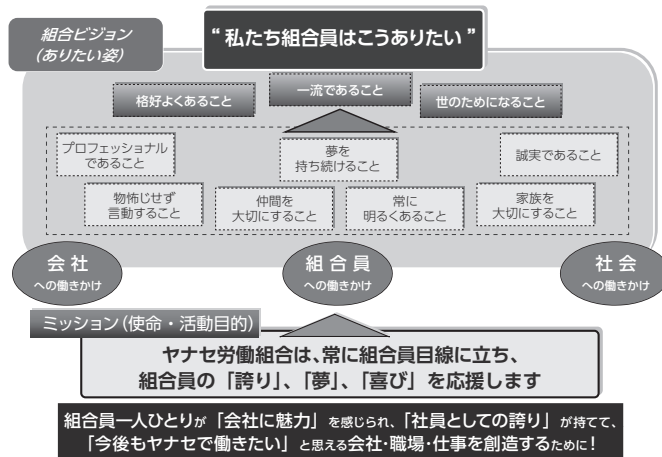 組合ビジョン
(ありたい姿)
“ 私たち組合員はこうありたい ”
格好よくあること
一流であること
世のためになること
プロフェッショナル
であること
夢を
持ち続けること
誠実であること
物怖じせず
言動すること
仲間を
大切にすること
常に
明るくあること
家族を
大切にすること
会社
への働きかけ
組合員
への働きかけ
社会
への働きかけ
ミッション(使命・活動目的)
ヤナセ労働組合は、常に組合員目線に立ち、
組合員の「誇り」、「夢」、「喜び」を応援します
組合員一人ひとりが「会社に魅力」を感じられ、「社員としての誇り」が持てて、
「今後もヤナセで働きたい」と思える会社・職場・仕事を創造するために!